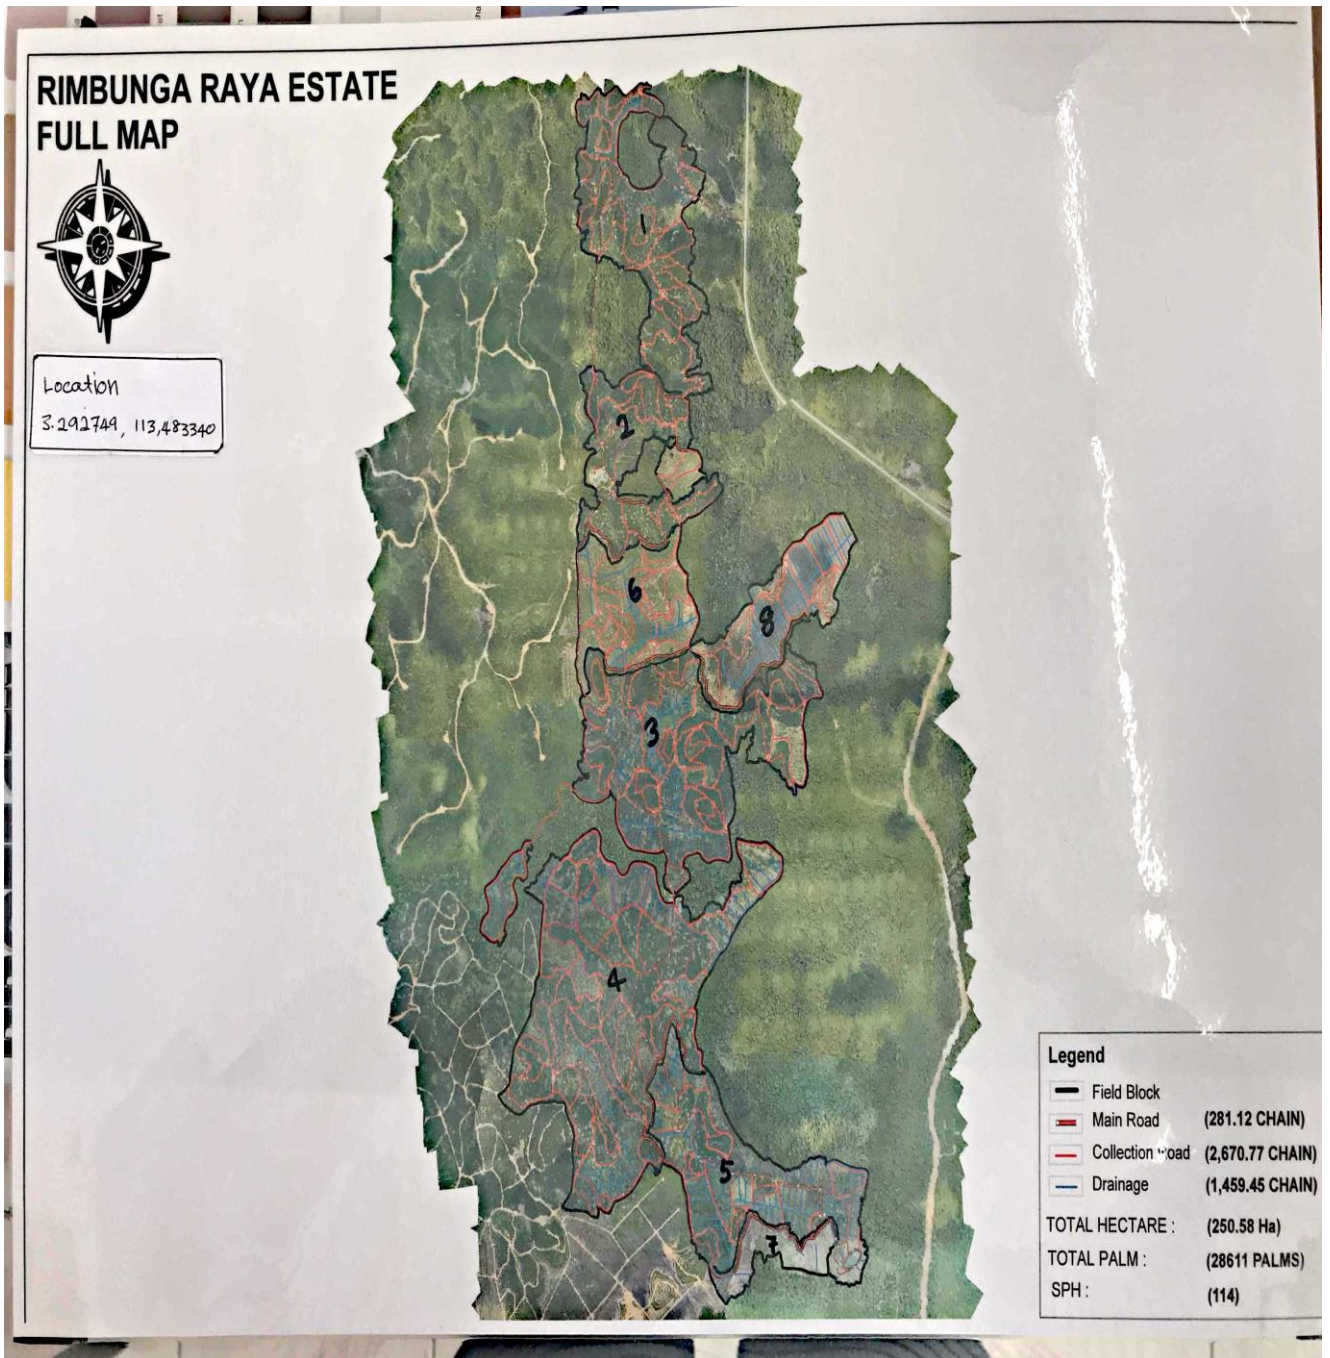 RIMBUNGA RAYA ESTATE
FULL MAP
Location
3.292749, 113,483340
1
2
6
8
3
4
5
7
Legend
Field Block
Main Road (281.12 CHAIN)
Collection Road (2,670.77 CHAIN)
Drainage (1,459.45 CHAIN)
TOTAL HECTARE : (250.58 Ha)
TOTAL PALM : (28611 PALMS)
SPH : (114)